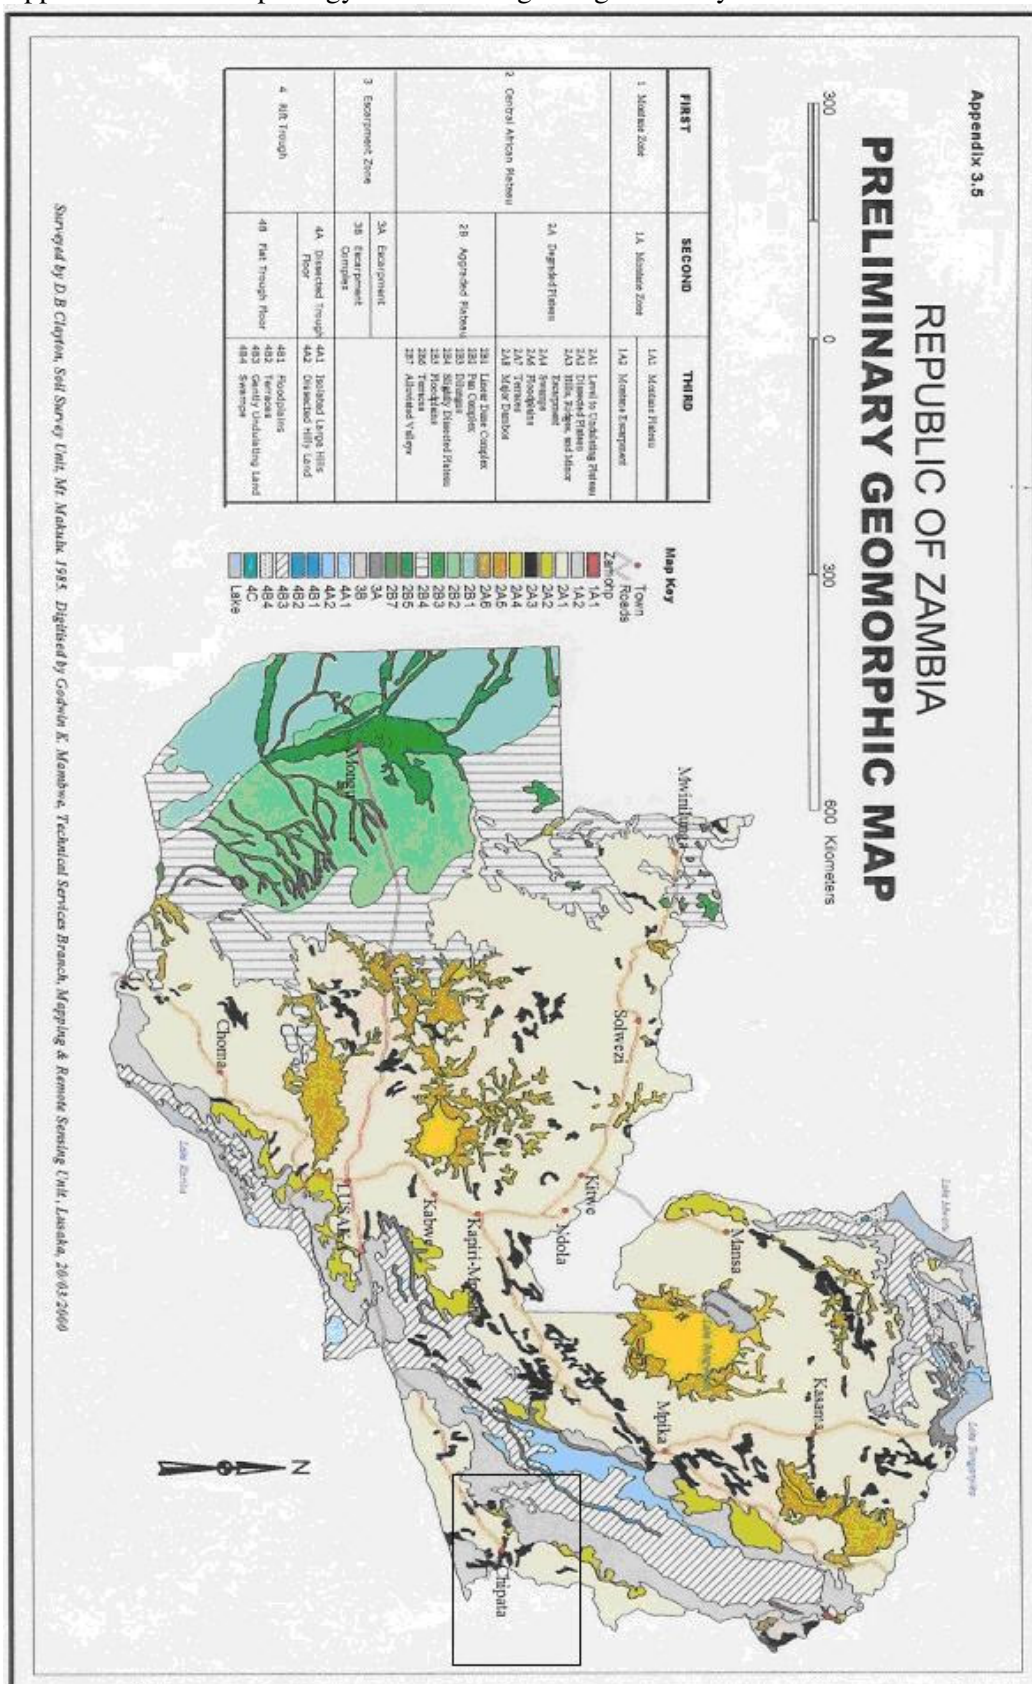 Appendix 3.5
REPUBLIC OF ZAMBIA
PRELIMINARY GEOMORPHIC MAP
300 0 300 600 Kilometers
FIRST SECOND THIRD
1 Montane Zone
1A Montane Zone
1A1 Montane Plateau
1A2 Montane Escarpment
2 Central African Plateau
2A Degraded Plateau
2A1 Level to Undulating Plateau
2A2 Dissected Plateau
2A3 Hills, Ridges, and Minor
Escarpment
2A4 Swamps
2A6 Floodplains
2A7 Terraces
2A8 Major Dambos
2B Aggraded Plateau
2B1 Linear Dune Complex
2B2 Pan Complex
2B3 Dilungus
2B4 Slightly Dissected Plateau
2B5 Floodplains
2B6 Terraces
2B7 Alluviated Valleys
3 Escarpment Zone
3A Escarpment
3B Escarpment
Complex
4 Rift Trough
4A Dissected Trough
Floor
4A1 Isolated Large Hills
4A2 Dissected Hilly Land
4B Flat Trough Floor
4B1 Floodplains
4B2 Terraces
4B3 Gently Undulating Land
4B4 Swamps
Map Key
Town
Roads
Zamohp
1A1
1A2
2A1
2A2
2A3
2A4
2A5
2A6
2B1
2B2
2B3
2B4
2B5
2B7
3A
3B
4A1
4A2
4B1
4B2
4B3
4B4
4C
Lake
Mwinilunga
Solwezi
Kitwe
Ndola
Mansa
Kasama
Mpika
Mongu
Kapiri-Mposhi
Kabwe
LUSAKA
Choma
Chipata
Lake Mweru
Lake Tanganyika
Lake Kariba
N
Surveyed by D.B Clayton, Soil Survey Unit, Mt. Makulu. 1985. Digitised by Godwin K. Mambwe, Technical Services Branch, Mapping & Remote Sensing Unit, Lusaka, 20/03/2000